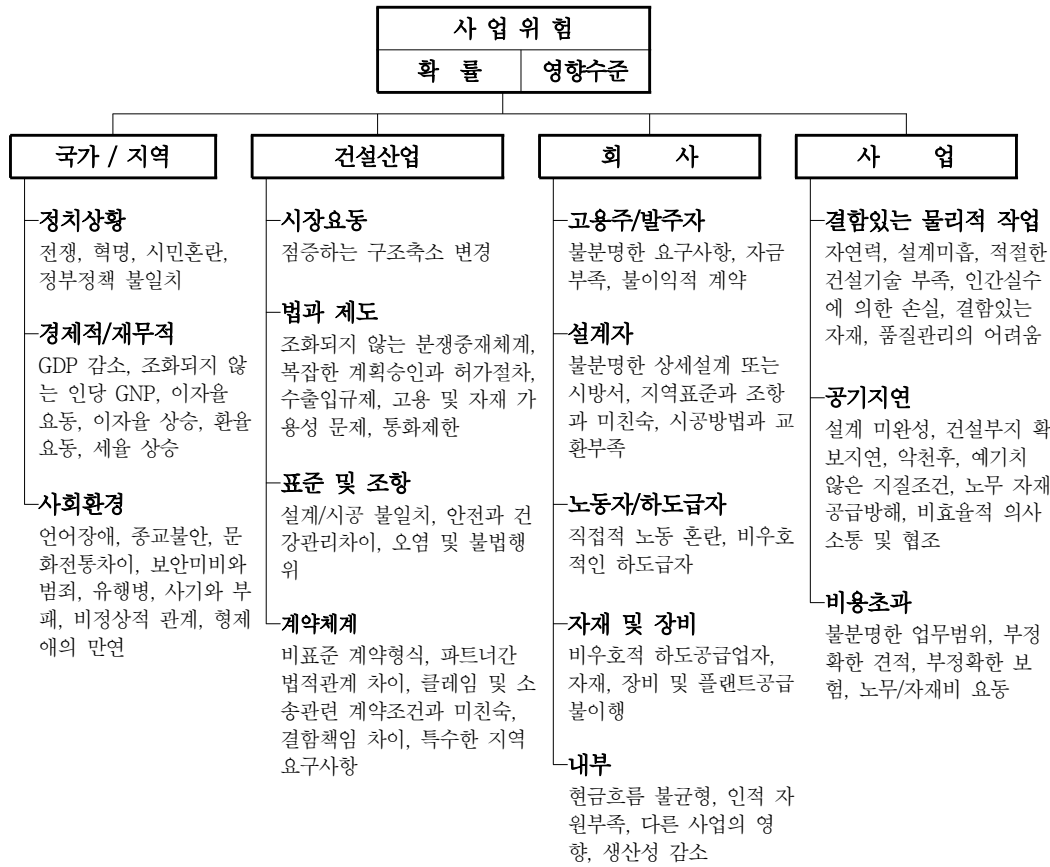 사 업 위 험
확 률
영향수준
국가 / 지역
정치상황
전쟁, 혁명, 시민혼란,
정부정책 불일치
경제적/재무적
GDP 감소, 조화되지 않
는 인당 GNP, 이자율
요동, 이자율 상승, 환율
요동, 세율 상승
사회환경
언어장애, 종교불안, 문
화전통차이, 보안미비와
범죄, 유행병, 사기와 부
패, 비정상적 관계, 형제
애의 만연
건설산업
시장요동
점증하는 구조축소 변경
법과 제도
조화되지 않는 분쟁중재체계,
복잡한 계획승인과 허가절차,
수출입규제, 고용 및 자재 가
용성 문제, 통화제한
표준 및 조항
설계/시공 불일치, 안전과 건
강관리차이, 오염 및 불법행
위
계약체계
비표준 계약형식, 파트너간
법적관계 차이, 클레임 및 소
송관련 계약조건과 미친숙,
결함책임 차이, 특수한 지역
요구사항
회 사
고용주/발주자
불분명한 요구사항, 자금
부족, 불이익적 계약
설계자
불분명한 상세설계 또는
시방서, 지역표준과 조항
과 미친숙, 시공방법과 교
환부족
노동자/하도급자
직접적 노동 혼란, 비우호
적인 하도급자
자재 및 장비
비우호적 하도공급업자,
자재, 장비 및 플랜트공급
불이행
내부
현금흐름 불균형, 인적 자
원부족, 다른 사업의 영
향, 생산성 감소
사 업
결함있는 물리적 작업
자연력, 설계미흡, 적절한
건설기술 부족, 인간실수
에 의한 손실, 결함있는
자재, 품질관리의 어려움
공기지연
설계 미완성, 건설부지 확
보지연, 악천후, 예기치
않은 지질조건, 노무 자재
공급방해, 비효율적 의사
소통 및 협조
비용초과
불분명한 업무범위, 부정
확한 견적, 부정확한 보
험, 노무/자재비 요동